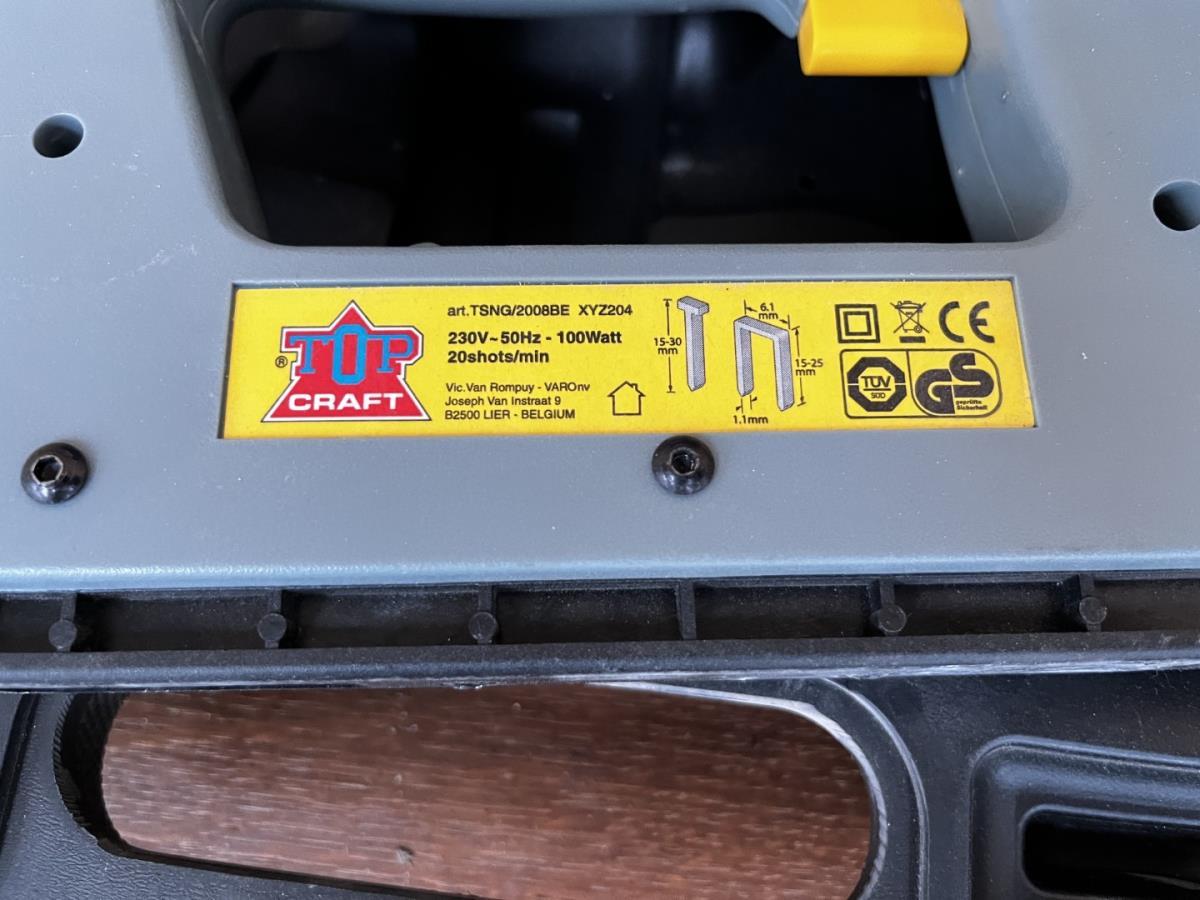 TOP
CRAFT
®
art.TSNG/2008BE XYZ204
230V~50Hz - 100Watt
20shots/min
Vic.Van Rompuy - VAROnv
Joseph Van Instraat 9
B2500 LIER - BELGIUM
15-30
mm
6.1
mm
15-25
mm
1.1mm
CE
TÜV
SÜD
GS
geprüfte
Sicherheit